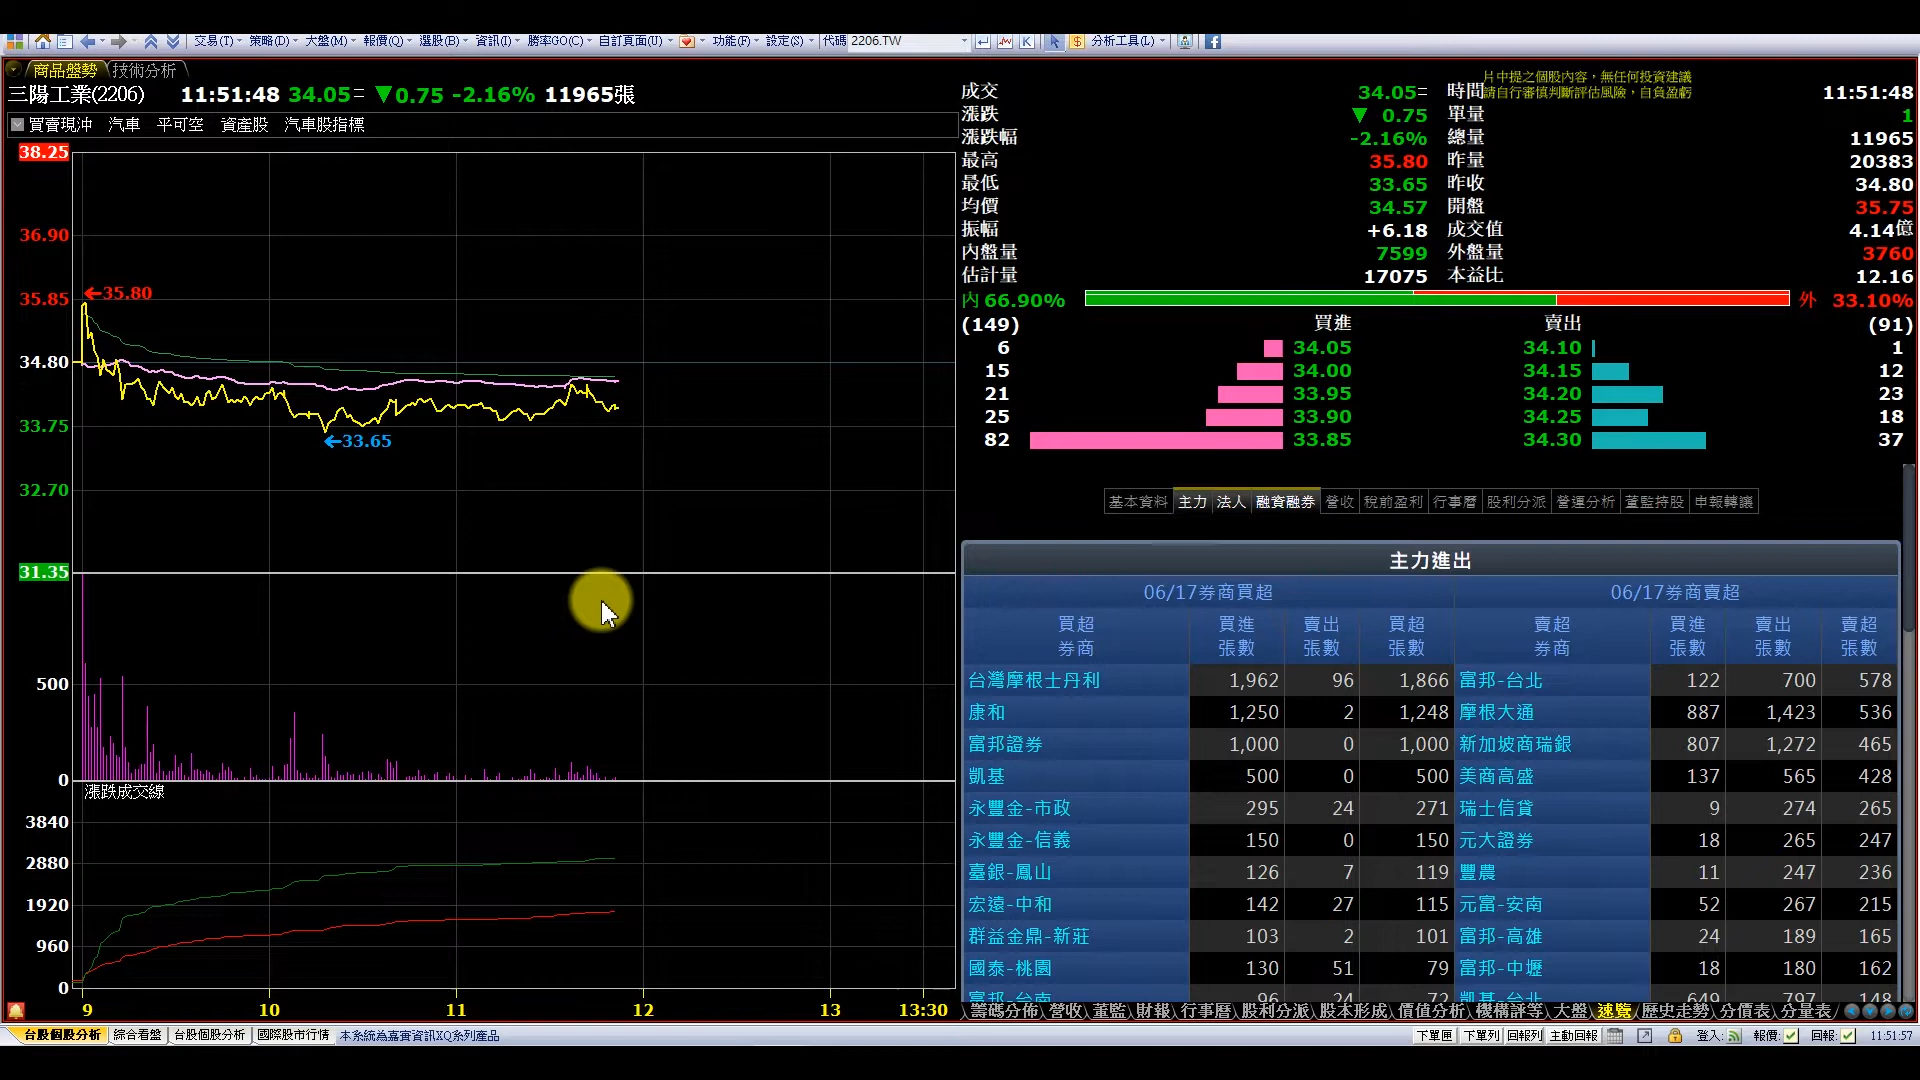 交易(T) 策略(D) 大盤(M) 報價(Q) 選股(B) 資訊(I) 勝率GO(C) 自訂頁面(U) 功能(F) 設定(S) 代碼 2206.TW K $ 分析工具(L)
商品盤勢 技術分析
三陽工業(2206) 11:51:48 34.05= ▼0.75 -2.16% 11965張
買賣現沖 汽車 平可空 資產股 汽車股指標
片中提之個股內容，無任何投資建議
請自行審慎判斷評估風險，自負盈虧
成交 34.05= 時間 11:51:48
漲跌 ▼ 0.75 單量 1
漲跌幅 -2.16% 總量 11965
最高 35.80 昨量 20383
最低 33.65 昨收 34.80
均價 34.57 開盤 35.75
振幅 +6.18 成交值 4.14億
內盤量 7599 外盤量 3760
估計量 17075 本益比 12.16
內 66.90% 外 33.10%
(149) 買進 賣出 (91)
6 34.05 34.10 1
15 34.00 34.15 12
21 33.95 34.20 23
25 33.90 34.25 18
82 33.85 34.30 37
38.25
36.90
35.85
34.80
33.75
32.70
31.35
←35.80
←33.65
500
0
漲跌成交線
3840
2880
1920
960
0
9 10 11 12 13 13:30
基本資料 主力 法人 融資融券 營收 稅前盈利 行事曆 股利分派 營運分析 董監持股 申報轉讓
主力進出
06/17券商買超 06/17券商賣超
買超券商 買進張數 賣出張數 買超張數 賣超券商 買進張數 賣出張數 賣超張數
台灣摩根士丹利 1,962 96 1,866 富邦-台北 122 700 578
康和 1,250 2 1,248 摩根大通 887 1,423 536
富邦證券 1,000 0 1,000 新加坡商瑞銀 807 1,272 465
凱基 500 0 500 美商高盛 137 565 428
永豐金-市政 295 24 271 瑞士信貸 9 274 265
永豐金-信義 150 0 150 元大證券 18 265 247
臺銀-鳳山 126 7 119 豐農 11 247 236
宏遠-中和 142 27 115 元富-安南 52 267 215
群益金鼎-新莊 103 2 101 富邦-高雄 24 189 165
國泰-桃園 130 51 79 富邦-中壢 18 180 162
富邦-台南 96 24 72 凱基-台北 649 797 148
籌碼分佈 營收 董監 財報 行事曆 股利分派 股本形成 價值分析 機構評等 大盤 速覽 歷史走勢 分價表 分量表
台股個股分析 綜合看盤 台股個股分析 國際股市行情 本系統為嘉實資訊XQ系列產品
下單匣 下單列 回報列 主動回報 登入: 報價: 回報: 11:51:57